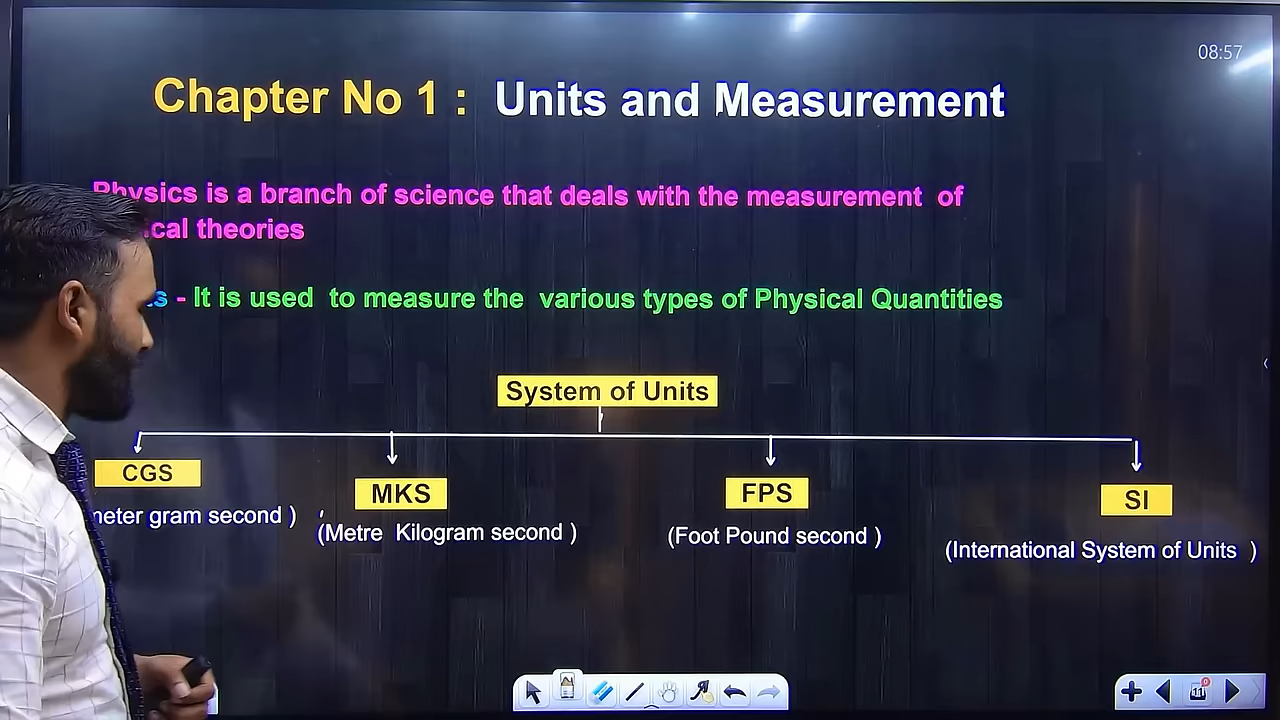 08:57
Chapter No 1 : Units and Measurement
Physics is a branch of science that deals with the measurement of
theories
- It is used to measure the various types of Physical Quantities
System of Units
CGS
MKS
FPS
SI
gram second )
(Metre Kilogram second )
(Foot Pound second )
(International System of Units )